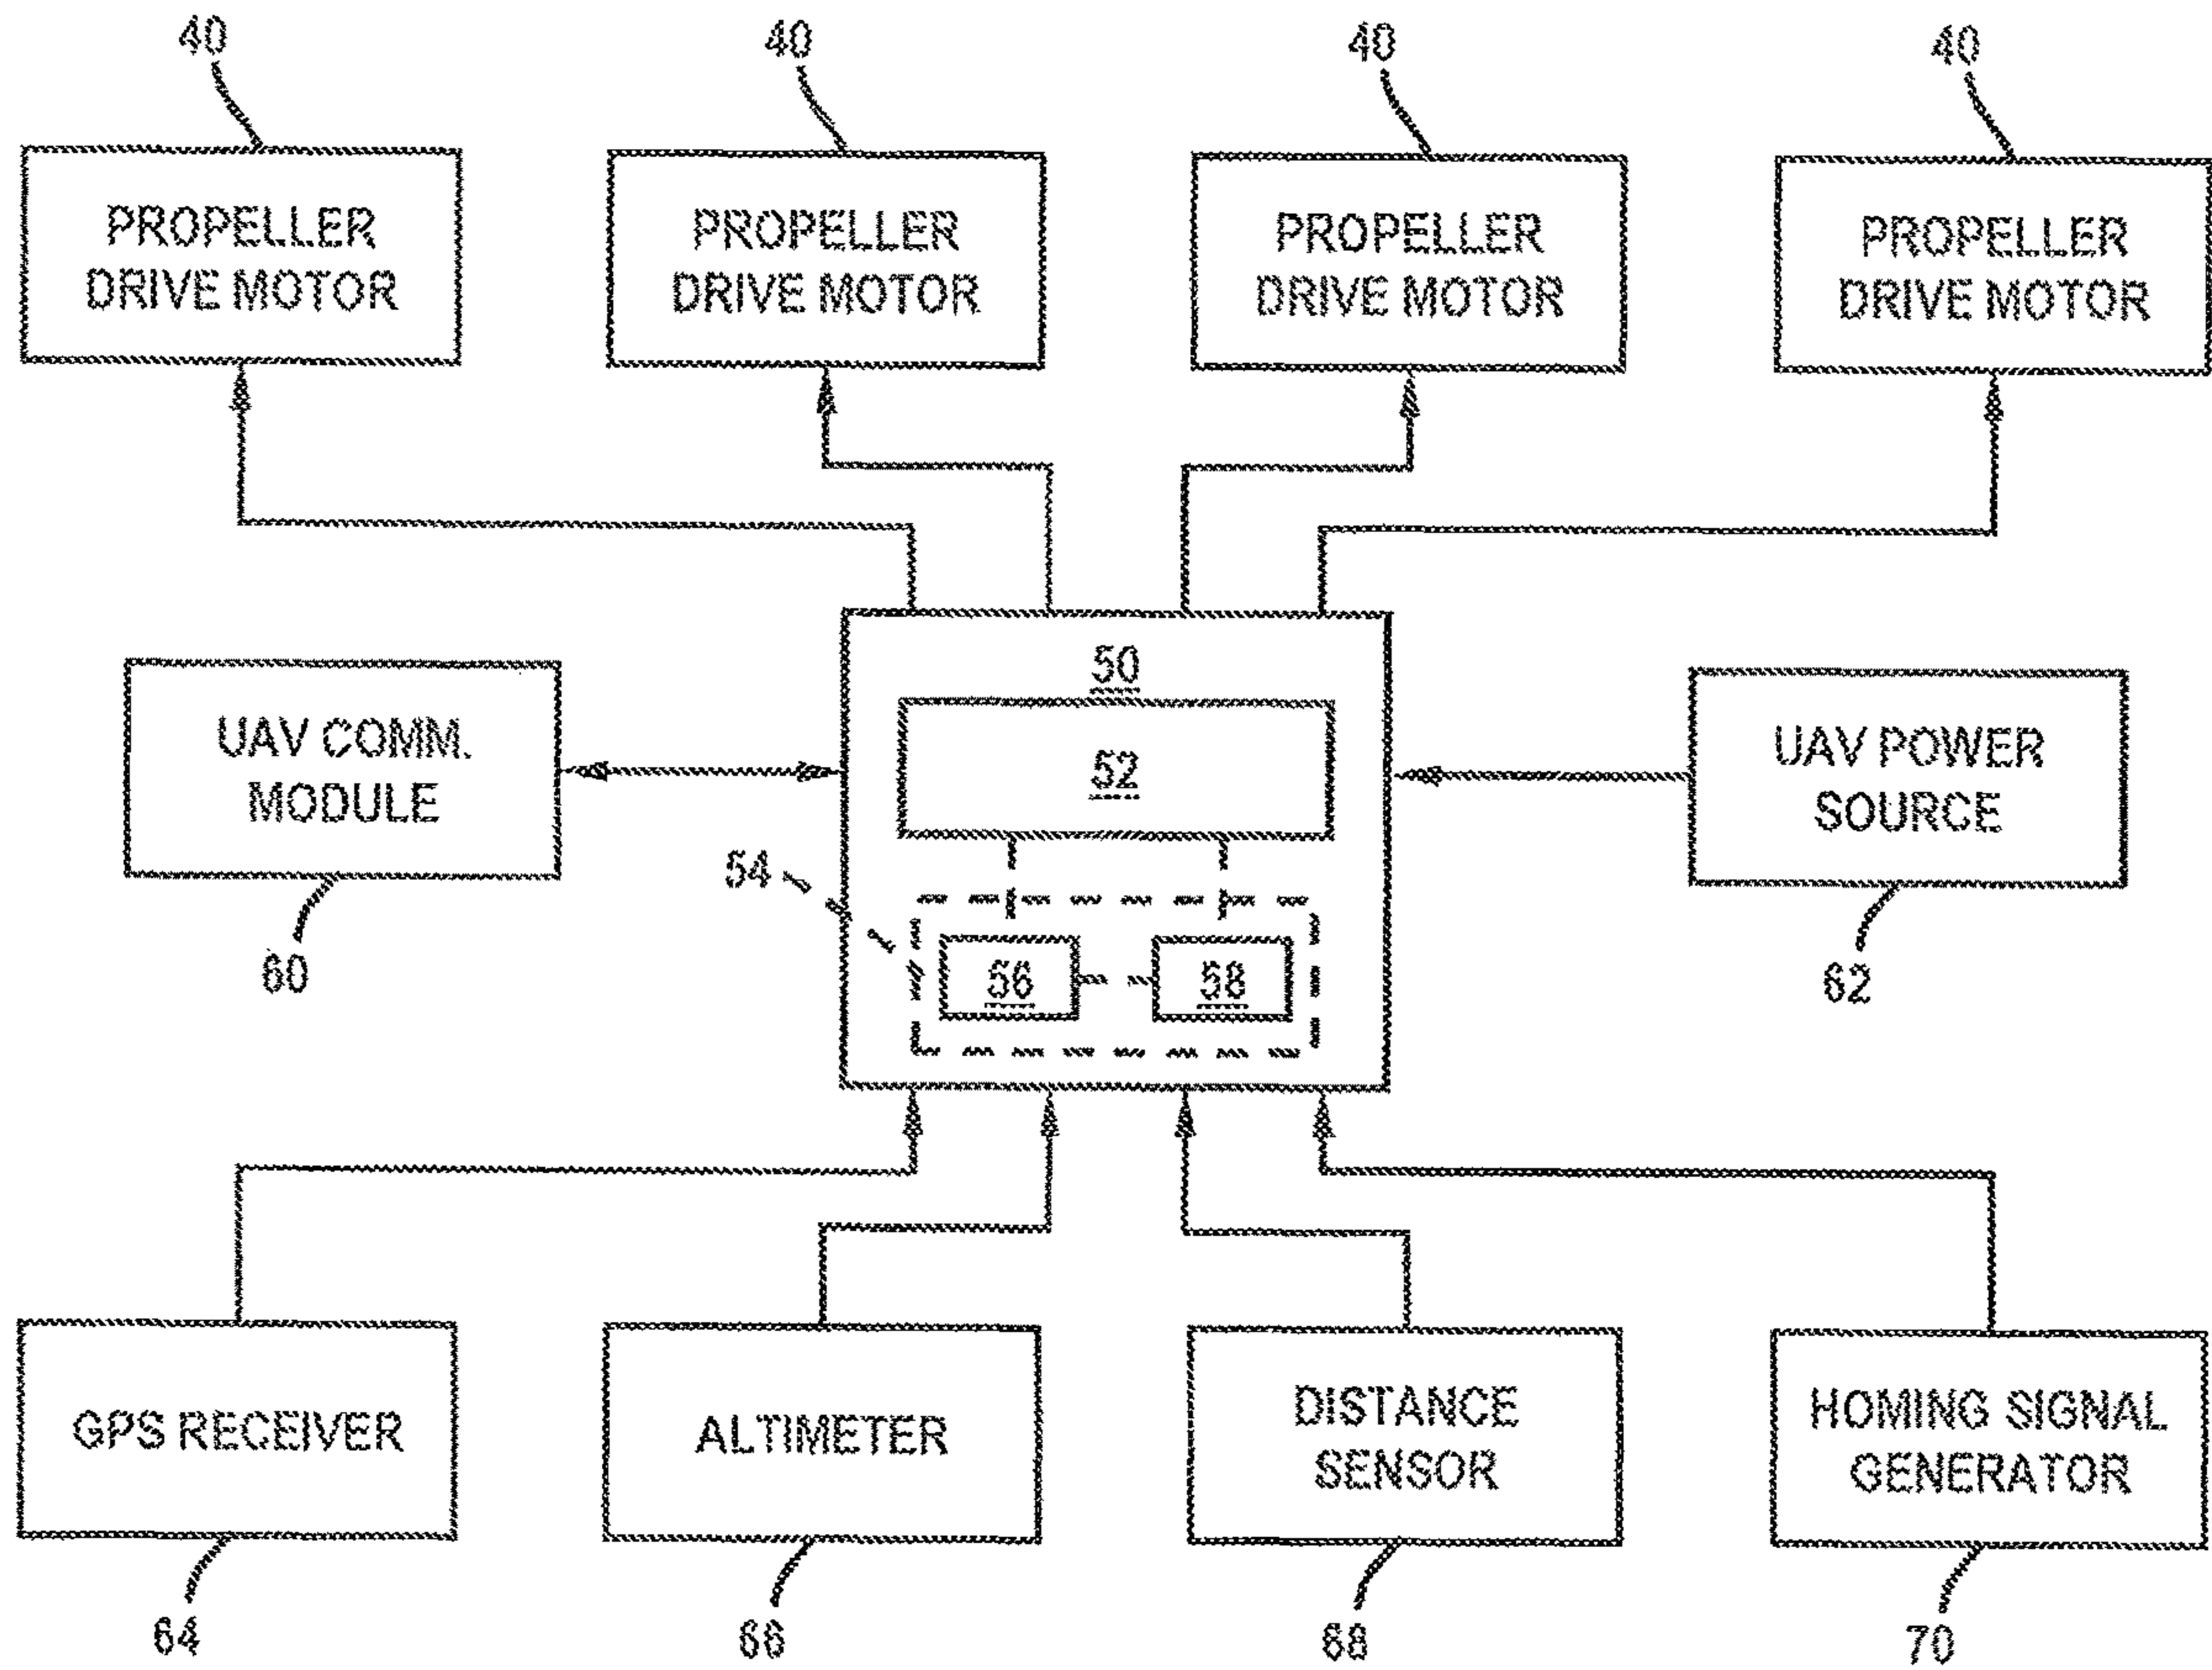 40
40
40
40
PROPELLER
DRIVE MOTOR
PROPELLER
DRIVE MOTOR
PROPELLER
DRIVE MOTOR
PROPELLER
DRIVE MOTOR
UAV COMM.
MODULE
60
50
52
54
56
58
UAV POWER
SOURCE
62
GPS RECEIVER
64
ALTIMETER
66
DISTANCE
SENSOR
68
HOMING SIGNAL
GENERATOR
70